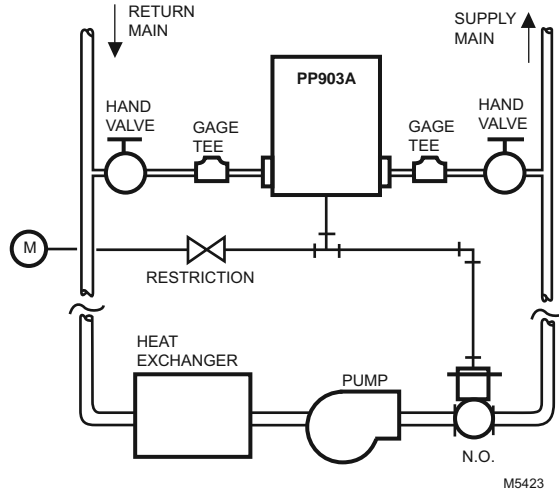 RETURN
MAIN
SUPPLY
MAIN
PP903A
HAND
VALVE
GAGE
TEE
GAGE
TEE
HAND
VALVE
M
RESTRICTION
HEAT
EXCHANGER
PUMP
N.O.
M5423